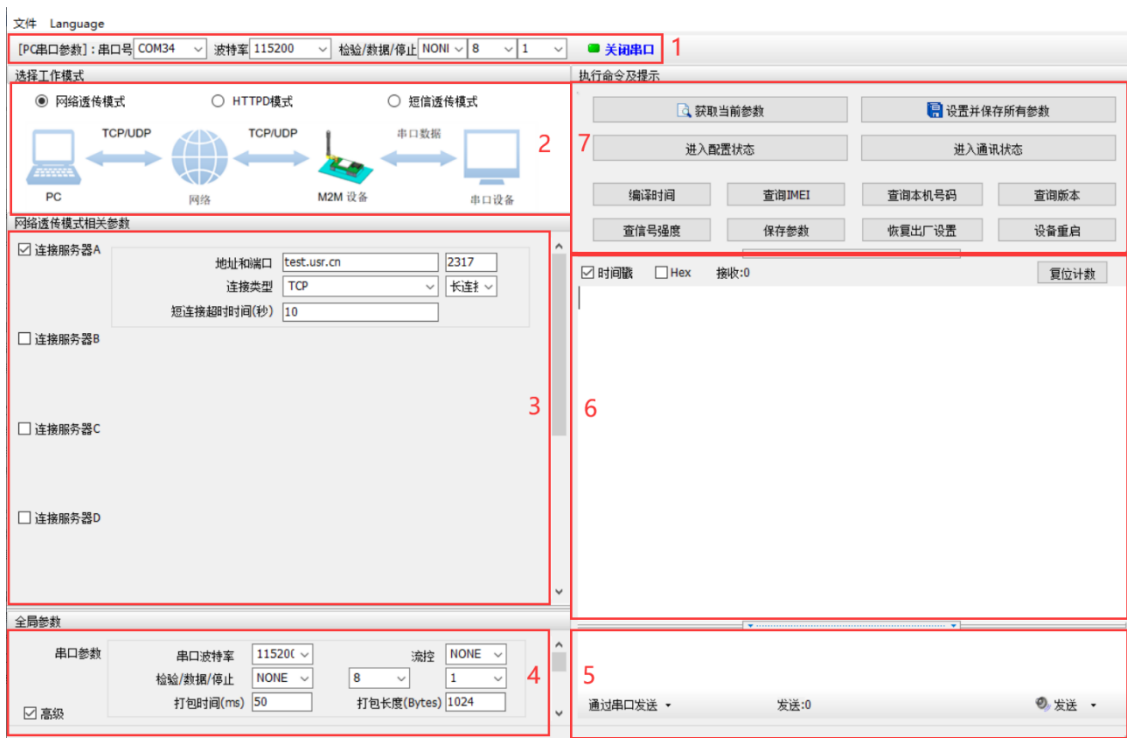 文件 Language
[PC串口参数]：串口号 COM34 波特率 115200 检验/数据/停止 NONI 8 1 关闭串口 1
选择工作模式
网络透传模式 HTTPD模式 短信透传模式
TCP/UDP TCP/UDP 串口数据 2
PC 网络 M2M 设备 串口设备
网络透传模式相关参数
连接服务器A
地址和端口 test.usr.cn 2317
连接类型 TCP 长连接
短连接超时时间(秒) 10
连接服务器B
3
连接服务器C
连接服务器D
全局参数
串口参数 串口波特率 11520( 流控 NONE
检验/数据/停止 NONE 8 1 4
打包时间(ms) 50 打包长度(Bytes) 1024
高级
执行命令及提示
获取当前参数 设置并保存所有参数
7 进入配置状态 进入通讯状态
编译时间 查询IMEI 查询本机号码 查询版本
查信号强度 保存参数 恢复出厂设置 设备重启
时间戳 Hex 接收:0 复位计数
6
5
通过串口发送 发送:0 发送